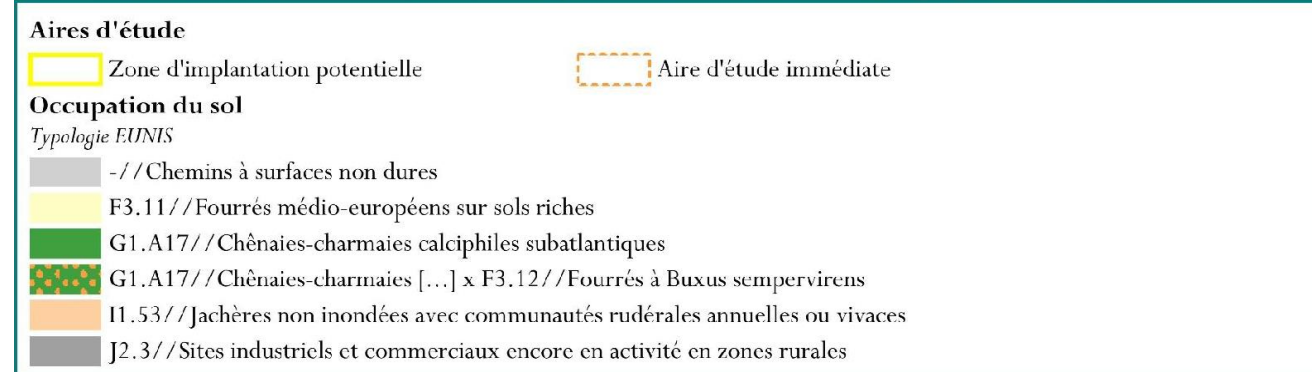 Aires d'étude
Zone d'implantation potentielle
Aire d'étude immédiate
Occupation du sol
Typologie EUNIS
-//Chemins à surfaces non dures
F3.11//Fourrés médio-européens sur sols riches
G1.A17//Chênaies-charmaies calciphiles subatlantiques
G1.A17//Chênaies-charmaies [...] x F3.12//Fourrés à Buxus sempervirens
I1.53//Jachères non inondées avec communautés rudérales annuelles ou vivaces
J2.3//Sites industriels et commerciaux encore en activité en zones rurales